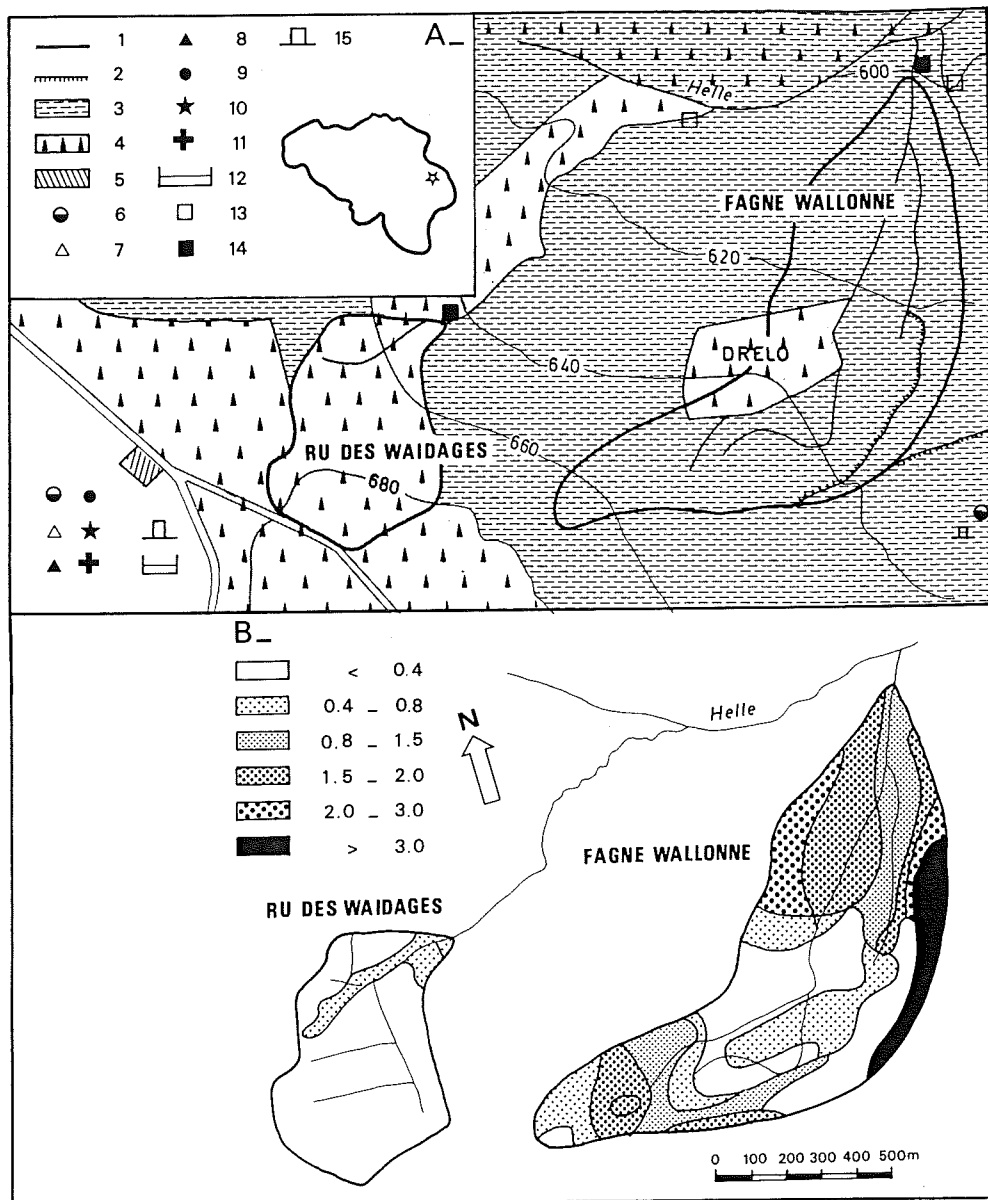 1
2
3
4
5
6
7
8
9
10
11
12
13
14
15
A_
Helle
600
FAGNE WALLONNE
620
DRELO
640
660
RU DES WAIDAGES
680
B_
< 0.4
0.4 _ 0.8
0.8 _ 1.5
1.5 _ 2.0
2.0 _ 3.0
> 3.0
N
Helle
FAGNE WALLONNE
RU DES WAIDAGES
0 100 200 300 400 500m